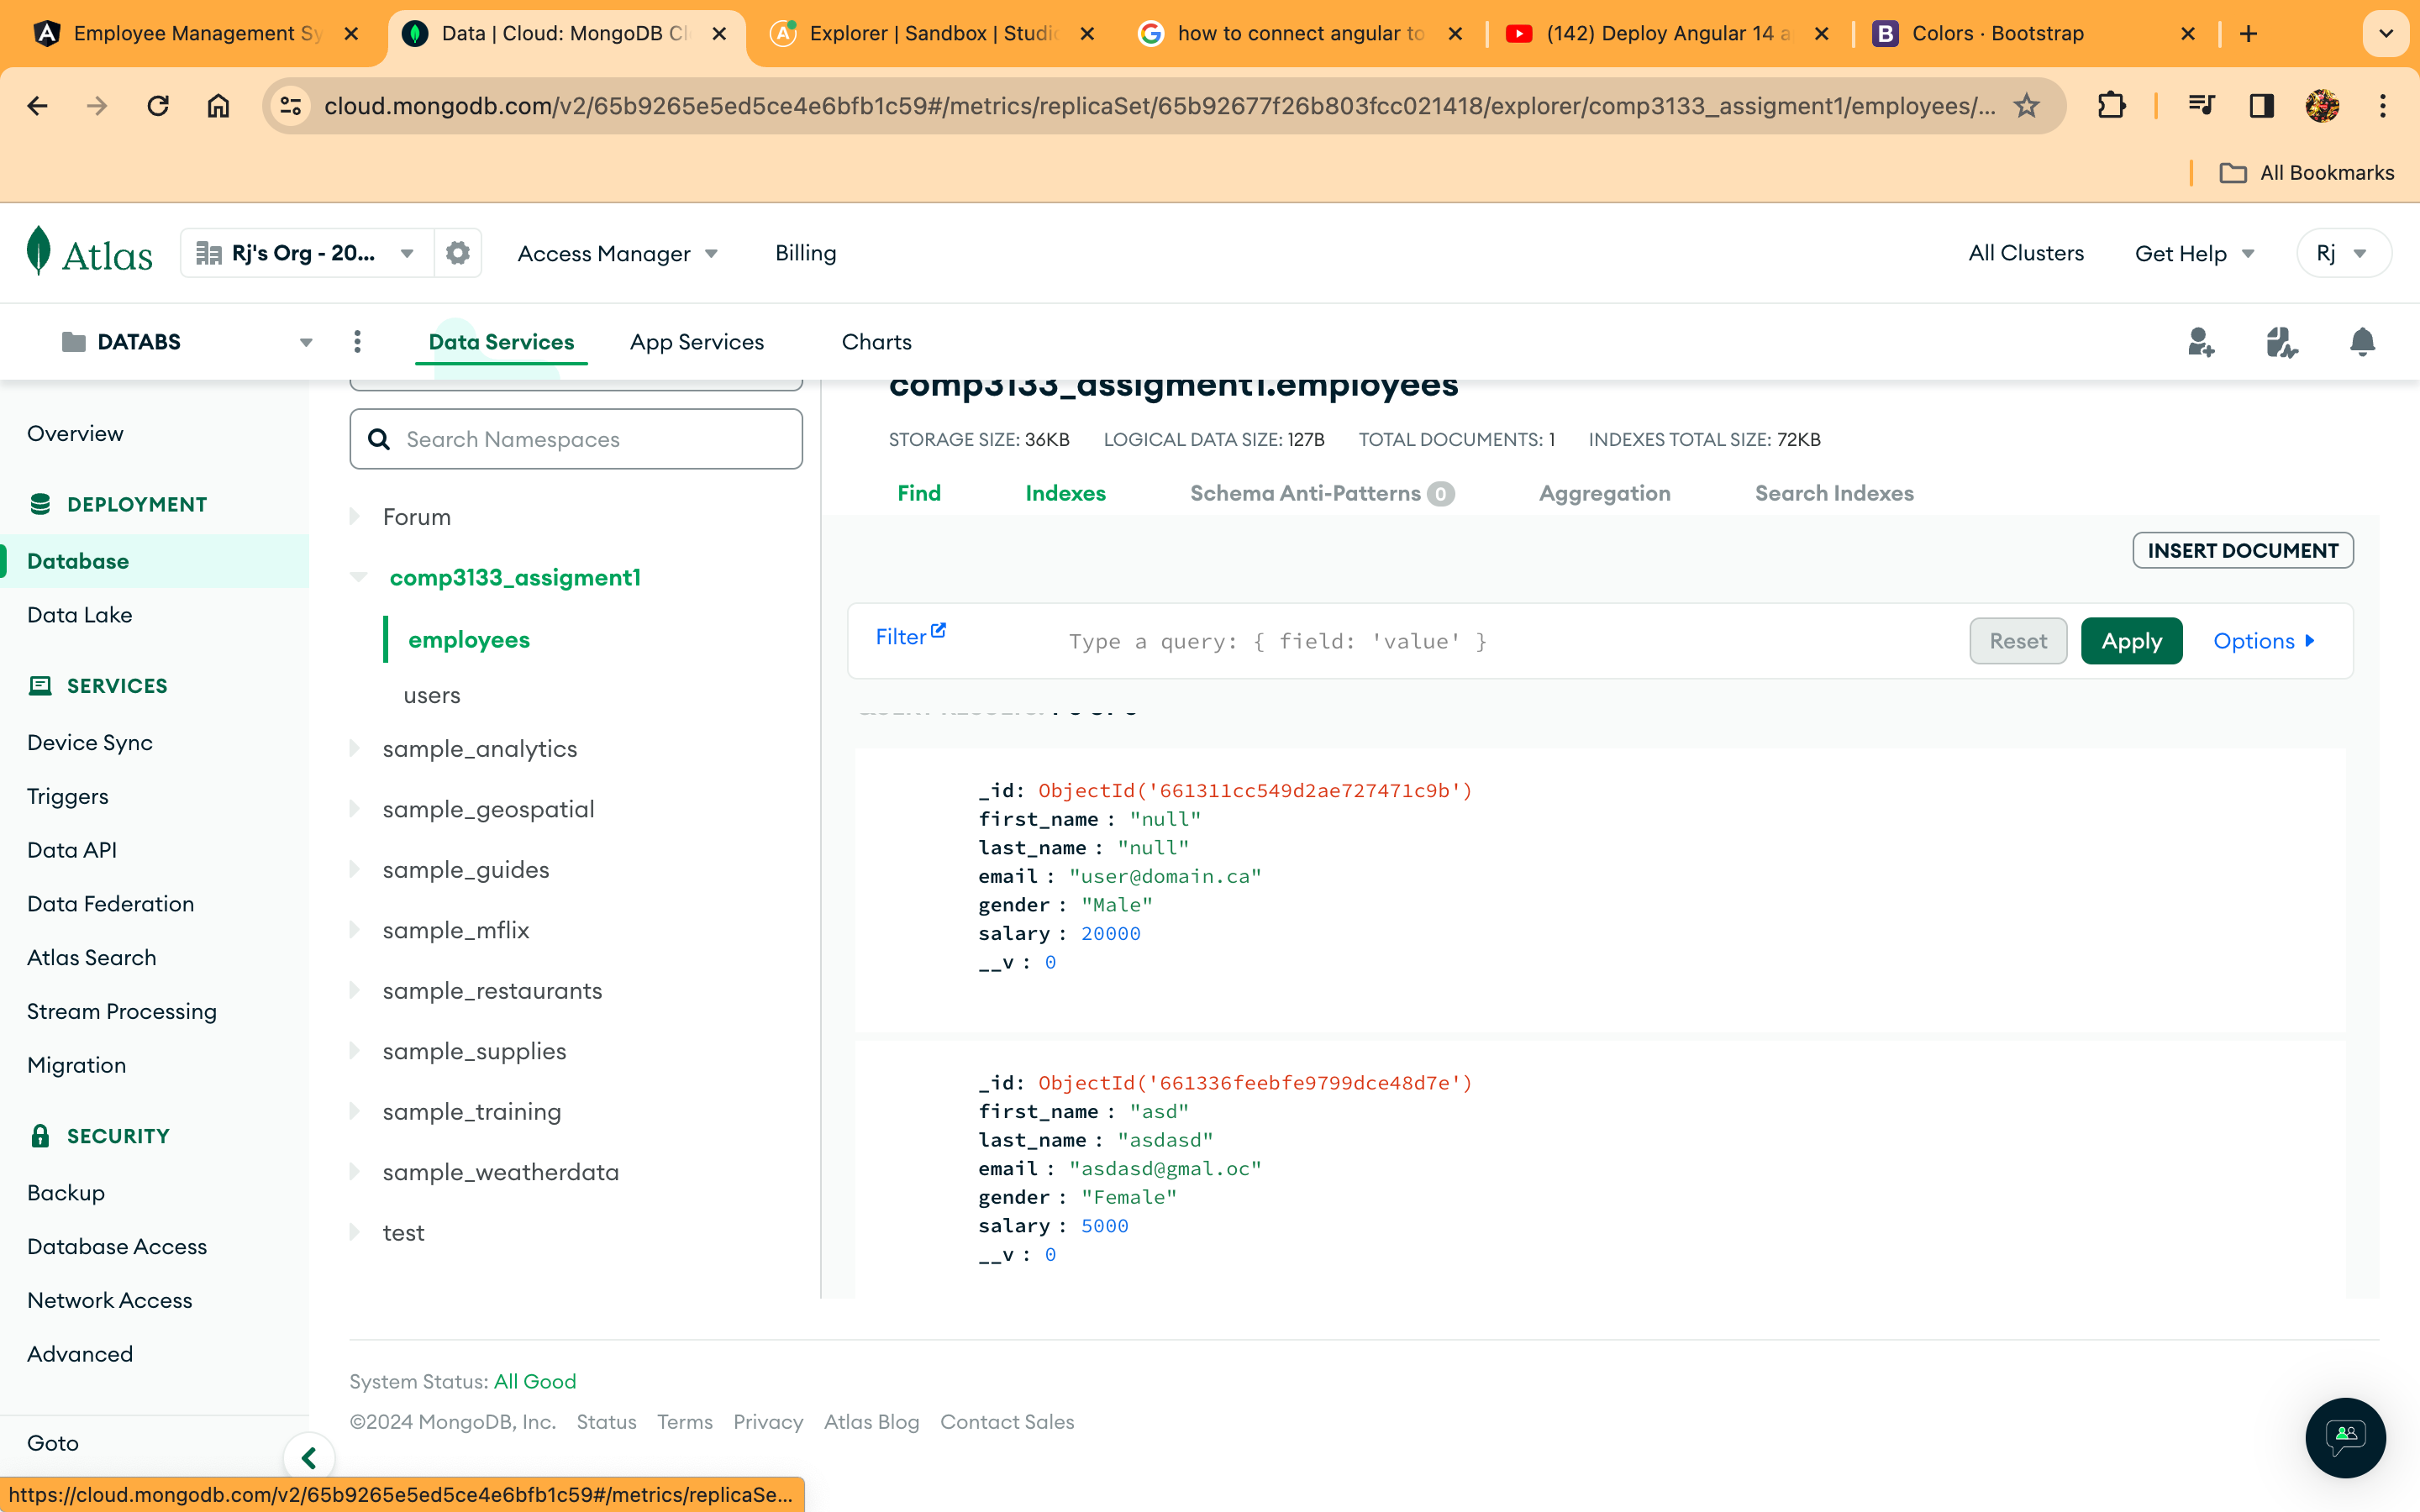 Employee Management Sy
Data | Cloud: MongoDB Cl
Explorer | Sandbox | Studio
how to connect angular to
(142) Deploy Angular 14 a
Colors · Bootstrap
cloud.mongodb.com/v2/65b9265e5ed5ce4e6bfb1c59#/metrics/replicaSet/65b92677f26b803fcc021418/explorer/comp3133_assigment1/employees/...
All Bookmarks
Atlas
Rj's Org - 20...
Access Manager
Billing
All Clusters
Get Help
Rj
DATABS
Data Services
App Services
Charts
Overview
DEPLOYMENT
Database
Data Lake
SERVICES
Device Sync
Triggers
Data API
Data Federation
Atlas Search
Stream Processing
Migration
SECURITY
Backup
Database Access
Network Access
Advanced
Goto
Search Namespaces
Forum
comp3133_assigment1
employees
users
sample_analytics
sample_geospatial
sample_guides
sample_mflix
sample_restaurants
sample_supplies
sample_training
sample_weatherdata
test
comp3133_assigment1.employees
STORAGE SIZE: 36KB LOGICAL DATA SIZE: 127B TOTAL DOCUMENTS: 1 INDEXES TOTAL SIZE: 72KB
Find
Indexes
Schema Anti-Patterns 0
Aggregation
Search Indexes
INSERT DOCUMENT
Filter
Type a query: { field: 'value' }
Reset
Apply
Options
_id: ObjectId('661311cc549d2ae727471c9b')
first_name : "null"
last_name : "null"
email : "user@domain.ca"
gender : "Male"
salary : 20000
__v : 0
_id: ObjectId('661336feebfe9799dce48d7e')
first_name : "asd"
last_name : "asdasd"
email : "asdasd@gmal.oc"
gender : "Female"
salary : 5000
__v : 0
System Status: All Good
©2024 MongoDB, Inc. Status Terms Privacy Atlas Blog Contact Sales
https://cloud.mongodb.com/v2/65b9265e5ed5ce4e6bfb1c59#/metrics/replicaSe...